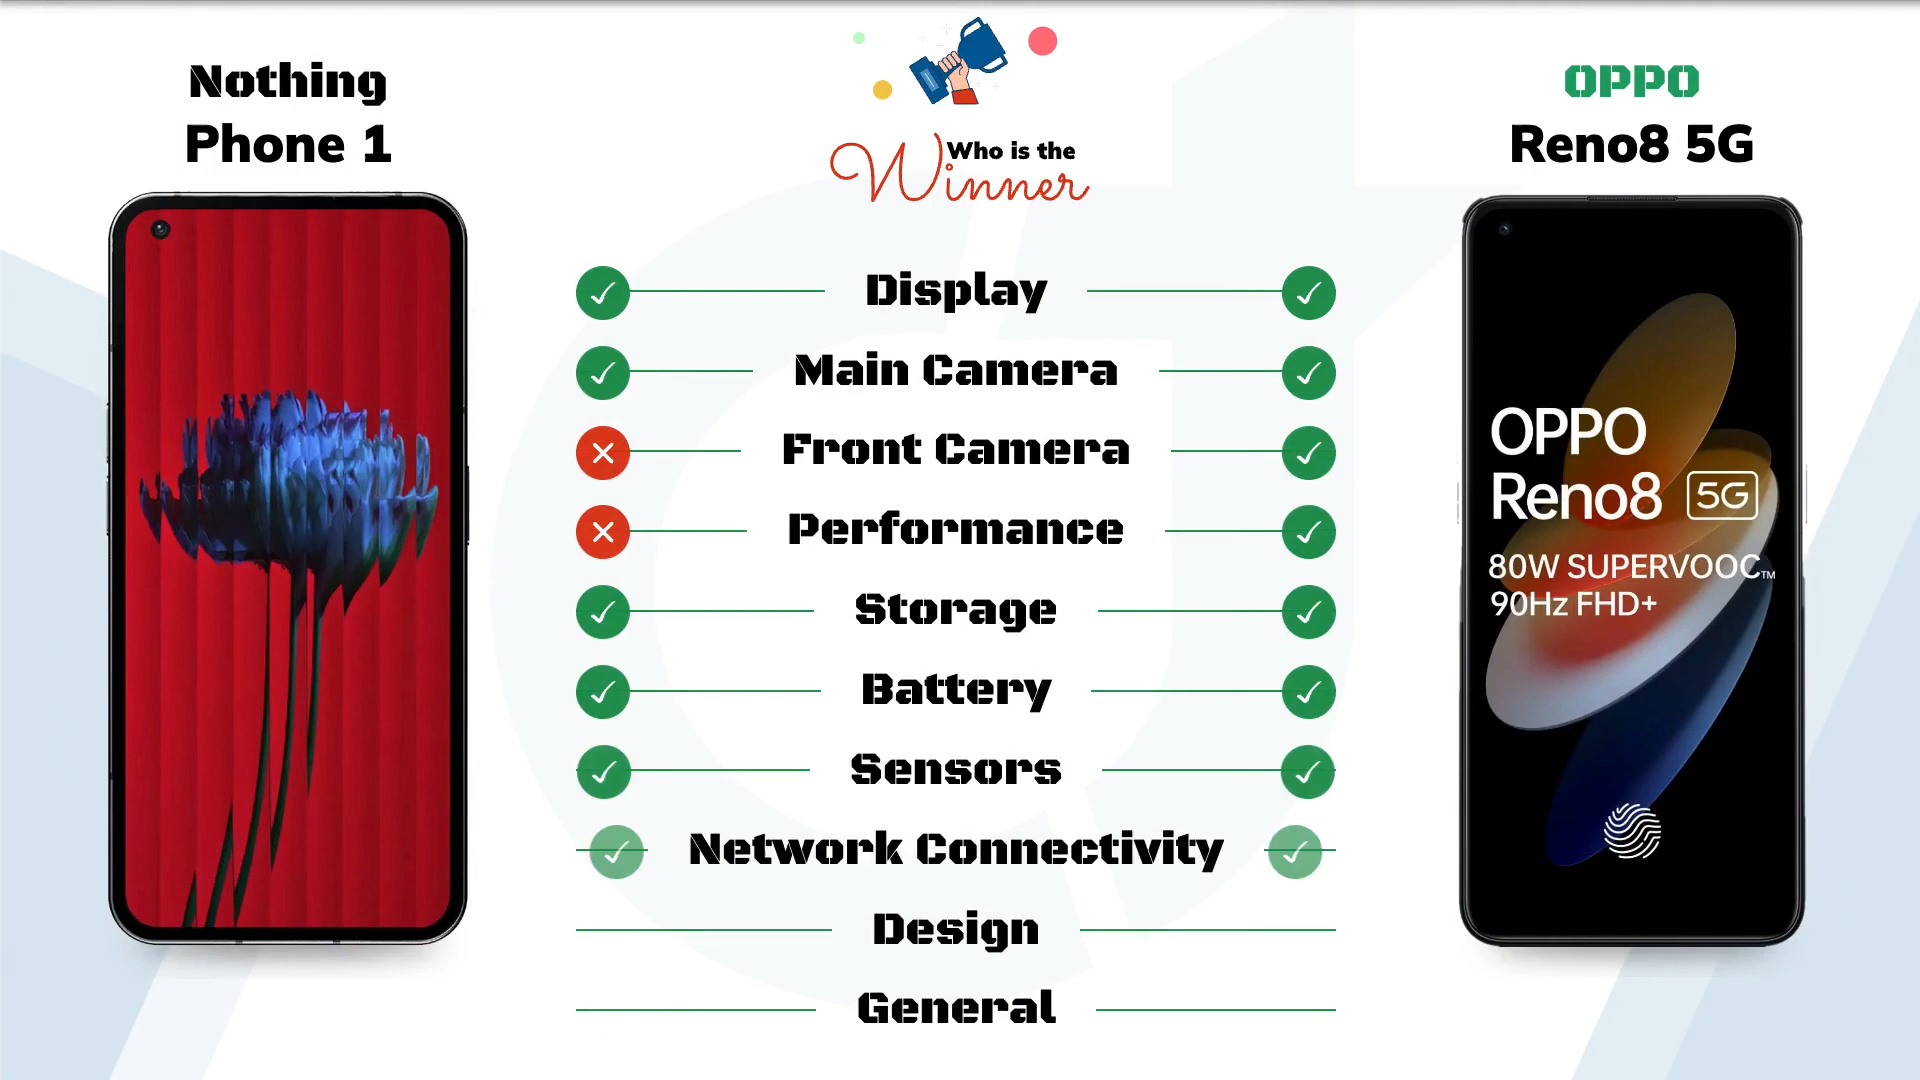 Nothing
Phone 1
Who is the
Winner
OPPO
Reno8 5G
Display
Main Camera
Front Camera
Performance
Storage
Battery
Sensors
Network Connectivity
Design
General
OPPO
Reno8 5G
80W SUPERVOOC™
90Hz FHD+